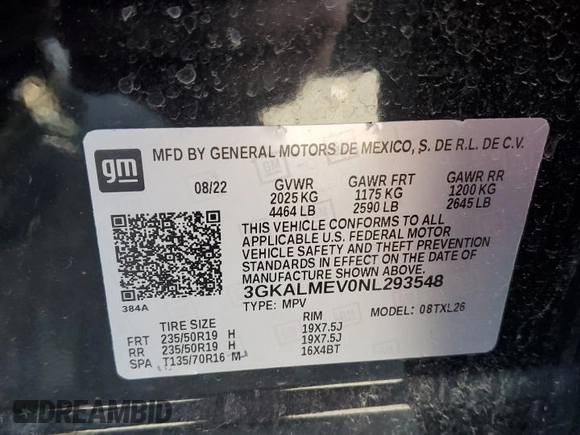 gm
MFD BY GENERAL MOTORS DE MEXICO, S. DE R.L. DE C.V.
08/22 GVWR GAWR FRT GAWR RR
2025 KG 1175 KG 1200 KG
4464 LB 2590 LB 2645 LB
THIS VEHICLE CONFORMS TO ALL
APPLICABLE U.S. FEDERAL MOTOR
VEHICLE SAFETY AND THEFT PREVENTION
STANDARDS IN EFFECT ON THE DATE OF
MANUFACTURE SHOWN ABOVE.
384A
3GKALMEV0NL293548
TYPE: MPV MODEL: 08TXL26
TIRE SIZE RIM
FRT 235/50R19 H 19X7.5J
RR 235/50R19 H 19X7.5J
SPA T135/70R16 M 16X4BT
DREAMBID